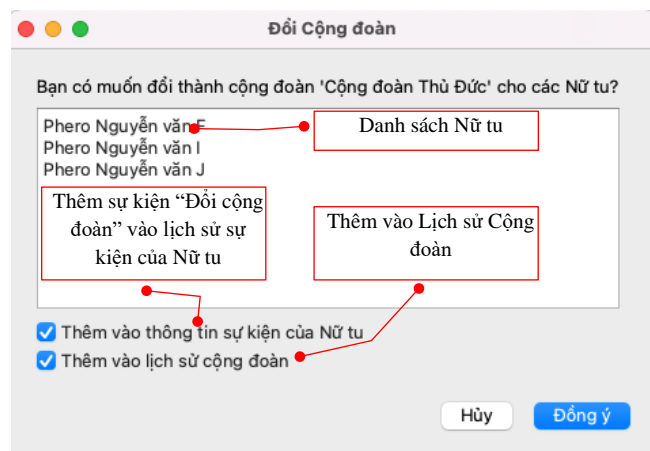 Đổi Cộng đoàn
Bạn có muốn đổi thành cộng đoàn 'Cộng đoàn Thủ Đức' cho các Nữ tu?
Phero Nguyễn văn F
Danh sách Nữ tu
Phero Nguyễn văn I
Phero Nguyễn văn J
Thêm sự kiện “Đổi cộng
đoàn” vào lịch sử sự
kiện của Nữ tu
Thêm vào Lịch sử Cộng
đoàn
Thêm vào thông tin sự kiện của Nữ tu
Thêm vào lịch sử cộng đoàn
Hủy
Đồng ý